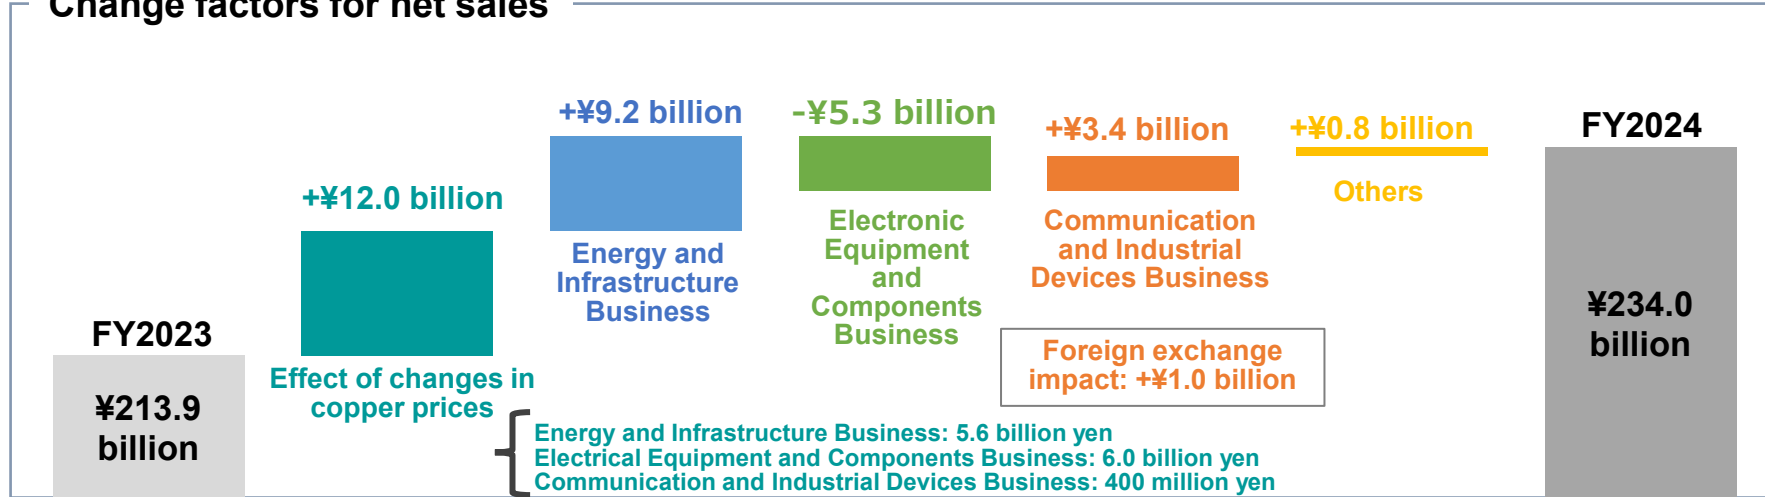 Change factors for net sales
FY2023
¥213.9
billion
+¥12.0 billion
Effect of changes in
copper prices
Energy and Infrastructure Business: 5.6 billion yen
Electrical Equipment and Components Business: 6.0 billion yen
Communication and Industrial Devices Business: 400 million yen
+¥9.2 billion
Energy and
Infrastructure
Business
-¥5.3 billion
Electronic
Equipment
and
Components
Business
+¥3.4 billion
Communication
and Industrial
Devices Business
Foreign exchange
impact: +¥1.0 billion
+¥0.8 billion
Others
FY2024
¥234.0
billion